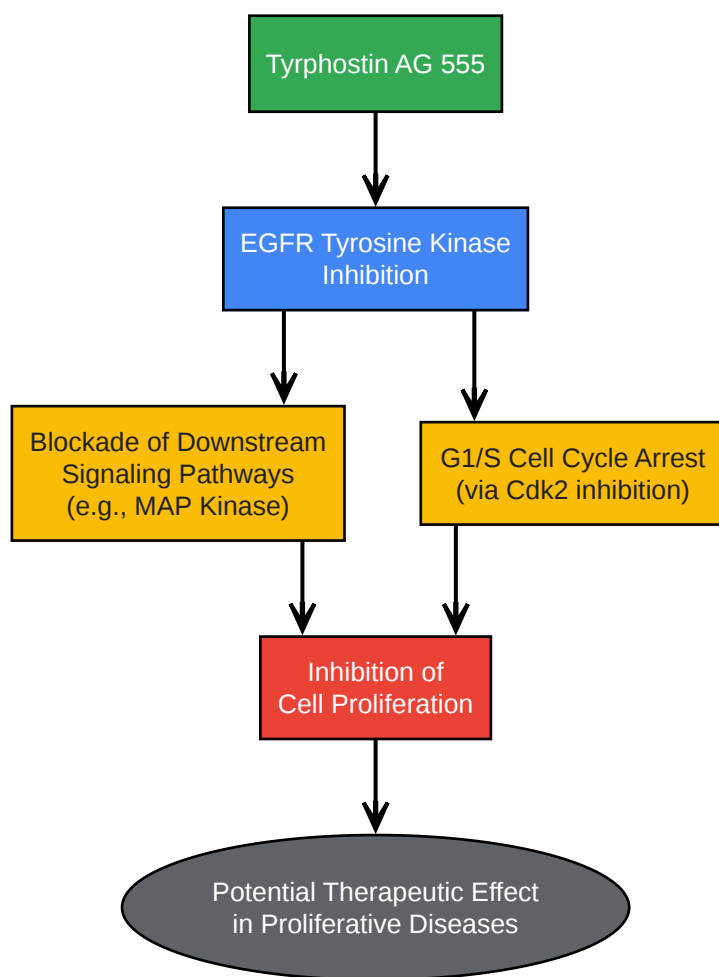 Tyrphostin AG 555
EGFR Tyrosine Kinase
Inhibition
Blockade of Downstream
Signaling Pathways
(e.g., MAP Kinase)
G1/S Cell Cycle Arrest
(via Cdk2 inhibition)
Inhibition of
Cell Proliferation
Potential Therapeutic Effect
in Proliferative Diseases